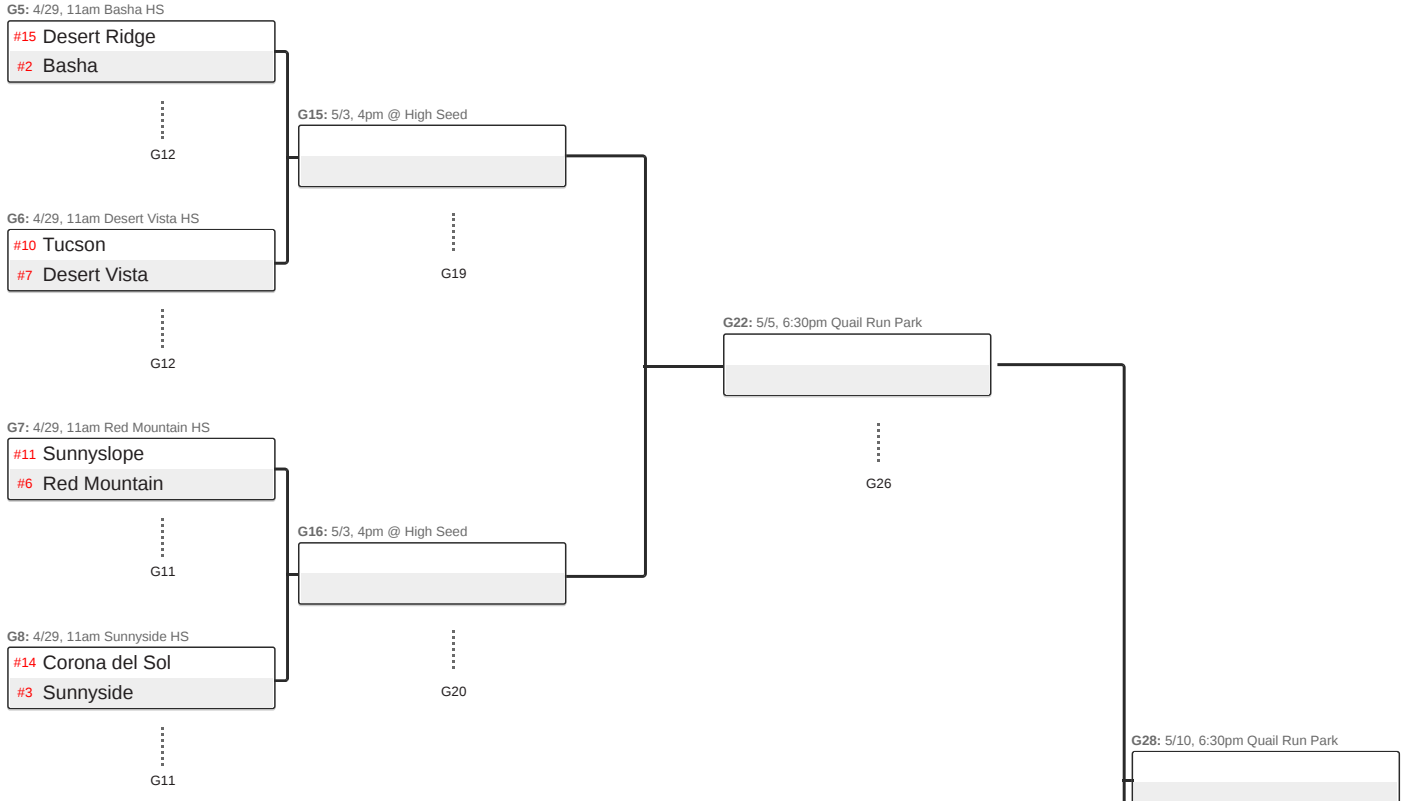 G5: 4/29, 11am Basha HS
#15 Desert Ridge
#2 Basha
G12
G15: 5/3, 4pm @ High Seed
G6: 4/29, 11am Desert Vista HS
#10 Tucson
#7 Desert Vista
G19
G12
G22: 5/5, 6:30pm Quail Run Park
G7: 4/29, 11am Red Mountain HS
#11 Sunnyslope
#6 Red Mountain
G26
G11
G16: 5/3, 4pm @ High Seed
G8: 4/29, 11am Sunnyside HS
#14 Corona del Sol
#3 Sunnyside
G20
G11
G28: 5/10, 6:30pm Quail Run Park